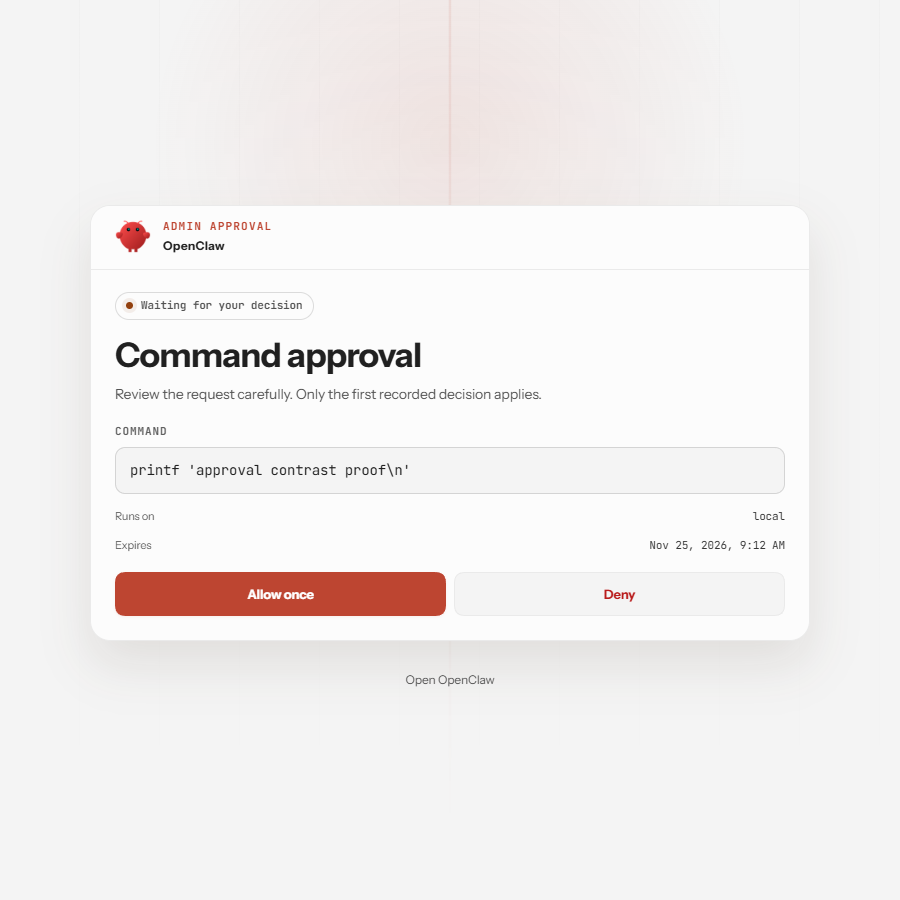 ADMIN APPROVAL
OpenClaw
Waiting for your decision
Command approval
Review the request carefully. Only the first recorded decision applies.
COMMAND
printf 'approval contrast proof\n'
Runs on local
Expires Nov 25, 2026, 9:12 AM
Allow once Deny
Open OpenClaw